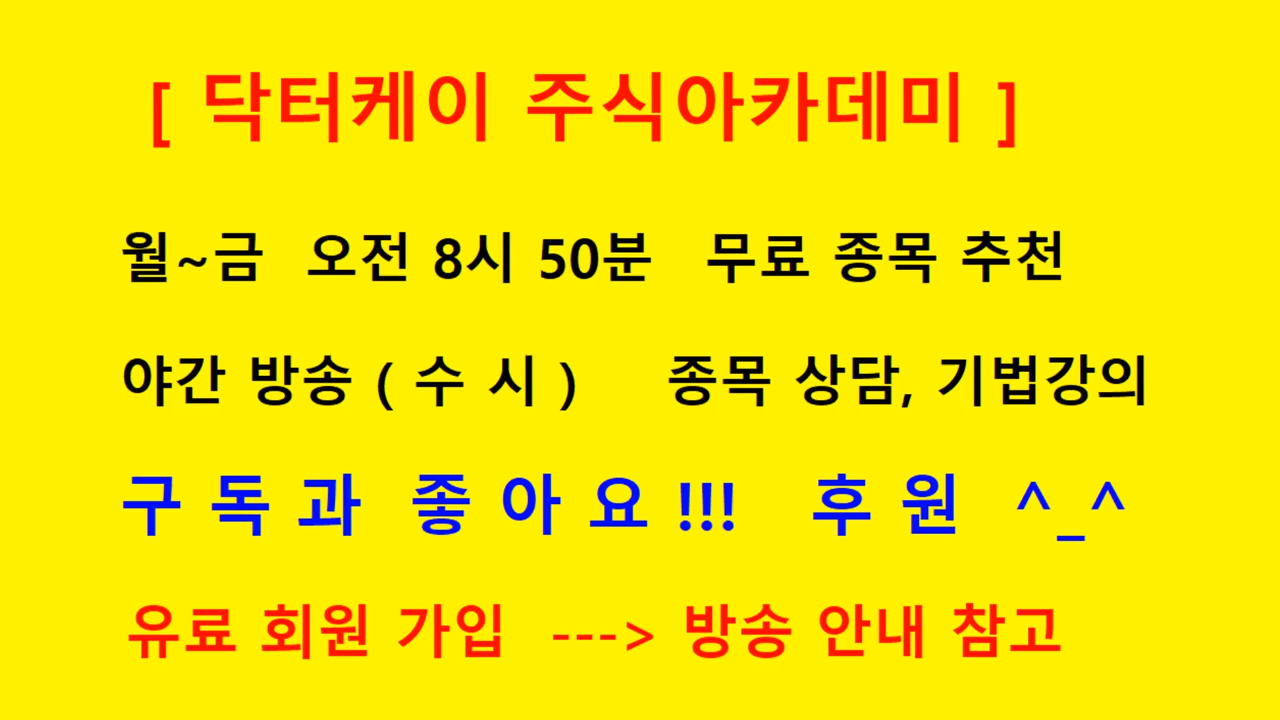 [ 닥터케이 주식아카데미 ]
월~금 오전 8시 50분 무료 종목 추천
야간 방송 ( 수 시 ) 종목 상담, 기법강의
구 독 과 좋 아 요 !!! 후 원 ^_^
유료 회원 가입 ---> 방송 안내 참고